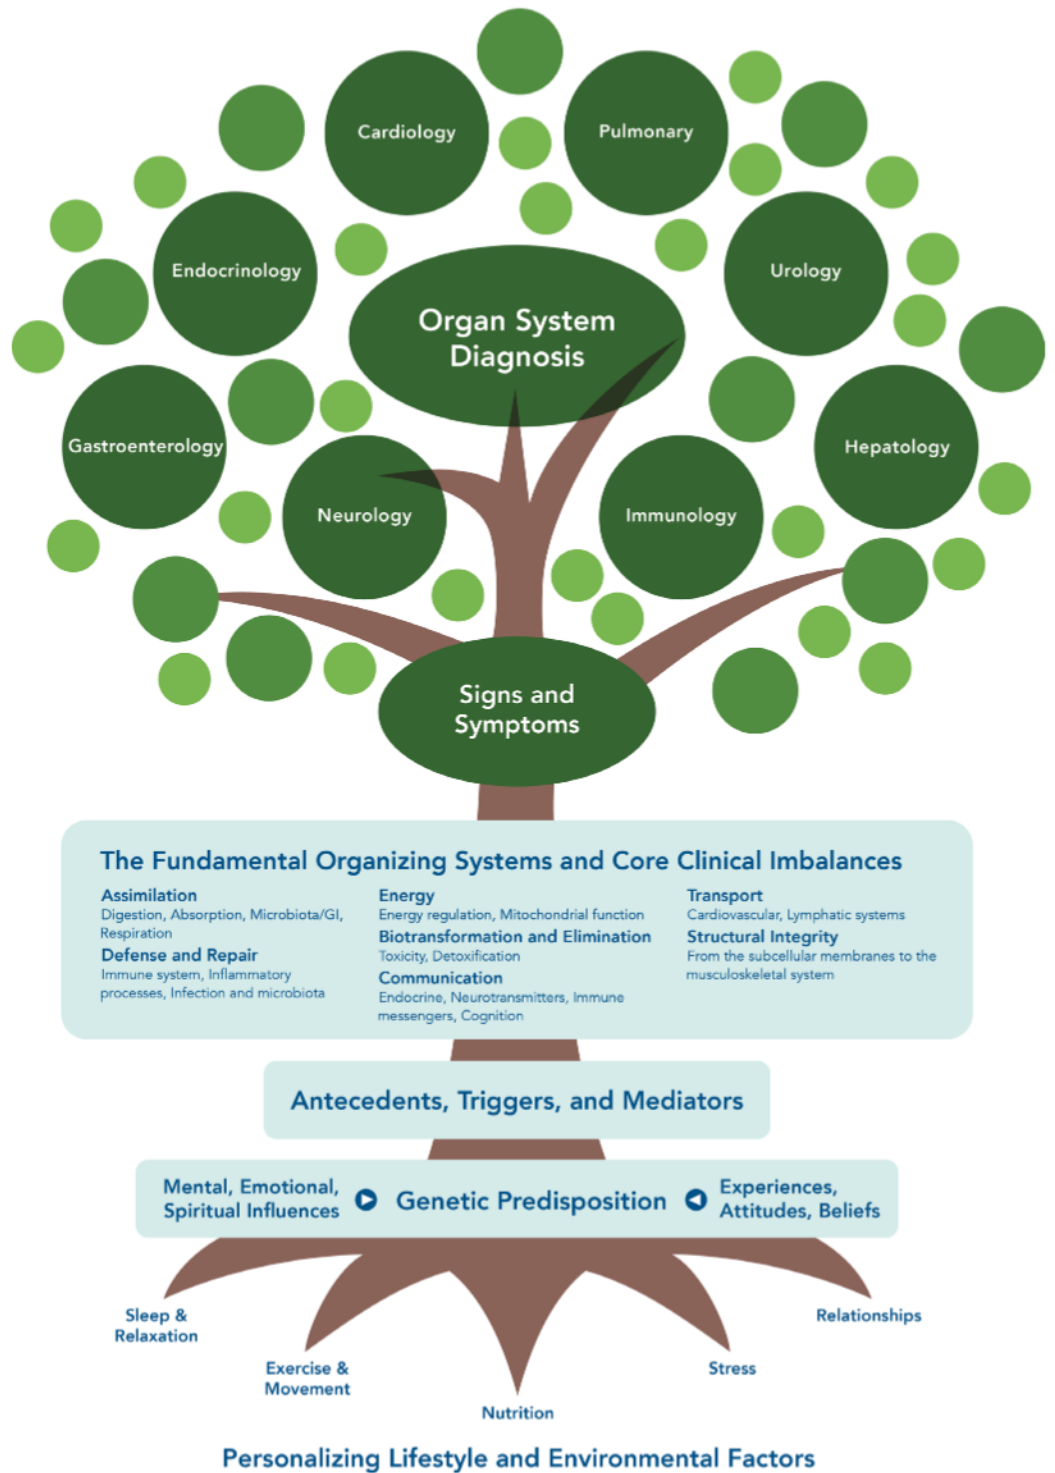 Cardiology
Pulmonary
Endocrinology
Urology
Organ System
Diagnosis
Gastroenterology
Hepatology
Neurology
Immunology
Signs and
Symptoms
The Fundamental Organizing Systems and Core Clinical Imbalances
Assimilation
Digestion, Absorption, Microbiota/GI,
Respiration
Defense and Repair
Immune system, Inflammatory
processes, Infection and microbiota
Energy
Energy regulation, Mitochondrial function
Biotransformation and Elimination
Toxicity, Detoxification
Communication
Endocrine, Neurotransmitters, Immune
messengers, Cognition
Transport
Cardiovascular, Lymphatic systems
Structural Integrity
From the subcellular membranes to the
musculoskeletal system
Antecedents, Triggers, and Mediators
Mental, Emotional,
Spiritual Influences
Genetic Predisposition
Experiences,
Attitudes, Beliefs
Sleep &
Relaxation
Exercise &
Movement
Nutrition
Stress
Relationships
Personalizing Lifestyle and Environmental Factors